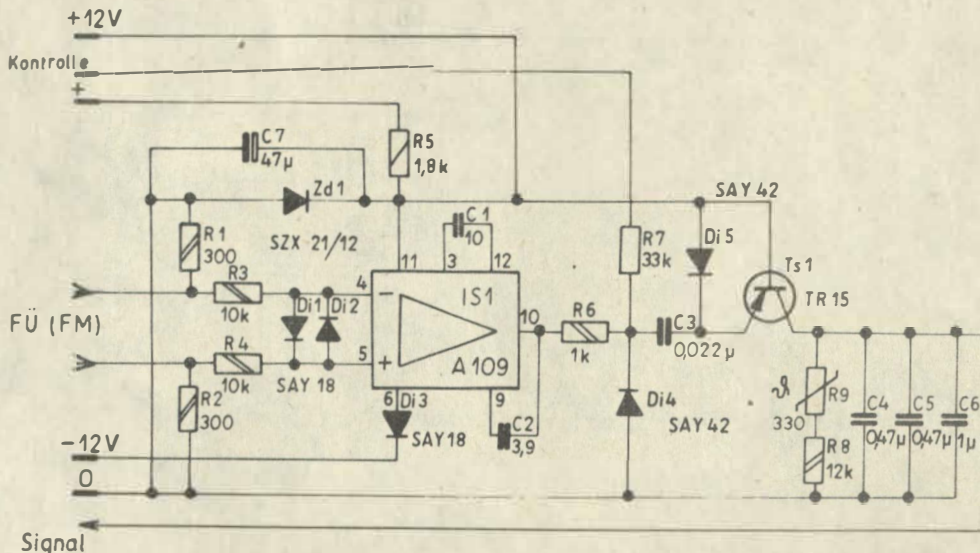 +12V
Kontrolle
+
C7
47µ
R5
1,8k
Zd1
SZX 21/12
C1
10
SAY 42
Di5
R7
33k
Ts1
TR15
R1
300
R3
10k
Di1
Di2
4
11
3
12
IS1
−
FÜ (FM)
R4
10k
SAY 18
5
+
A109
10
R6
1k
C3
0,022µ
R2
300
6
Di3
SAY18
9
C2
3,9
Di4
SAY42
ϑ
R9
330
R8
12k
C4
0,47µ
C5
0,47µ
C6
1µ
−12V
0
Signal